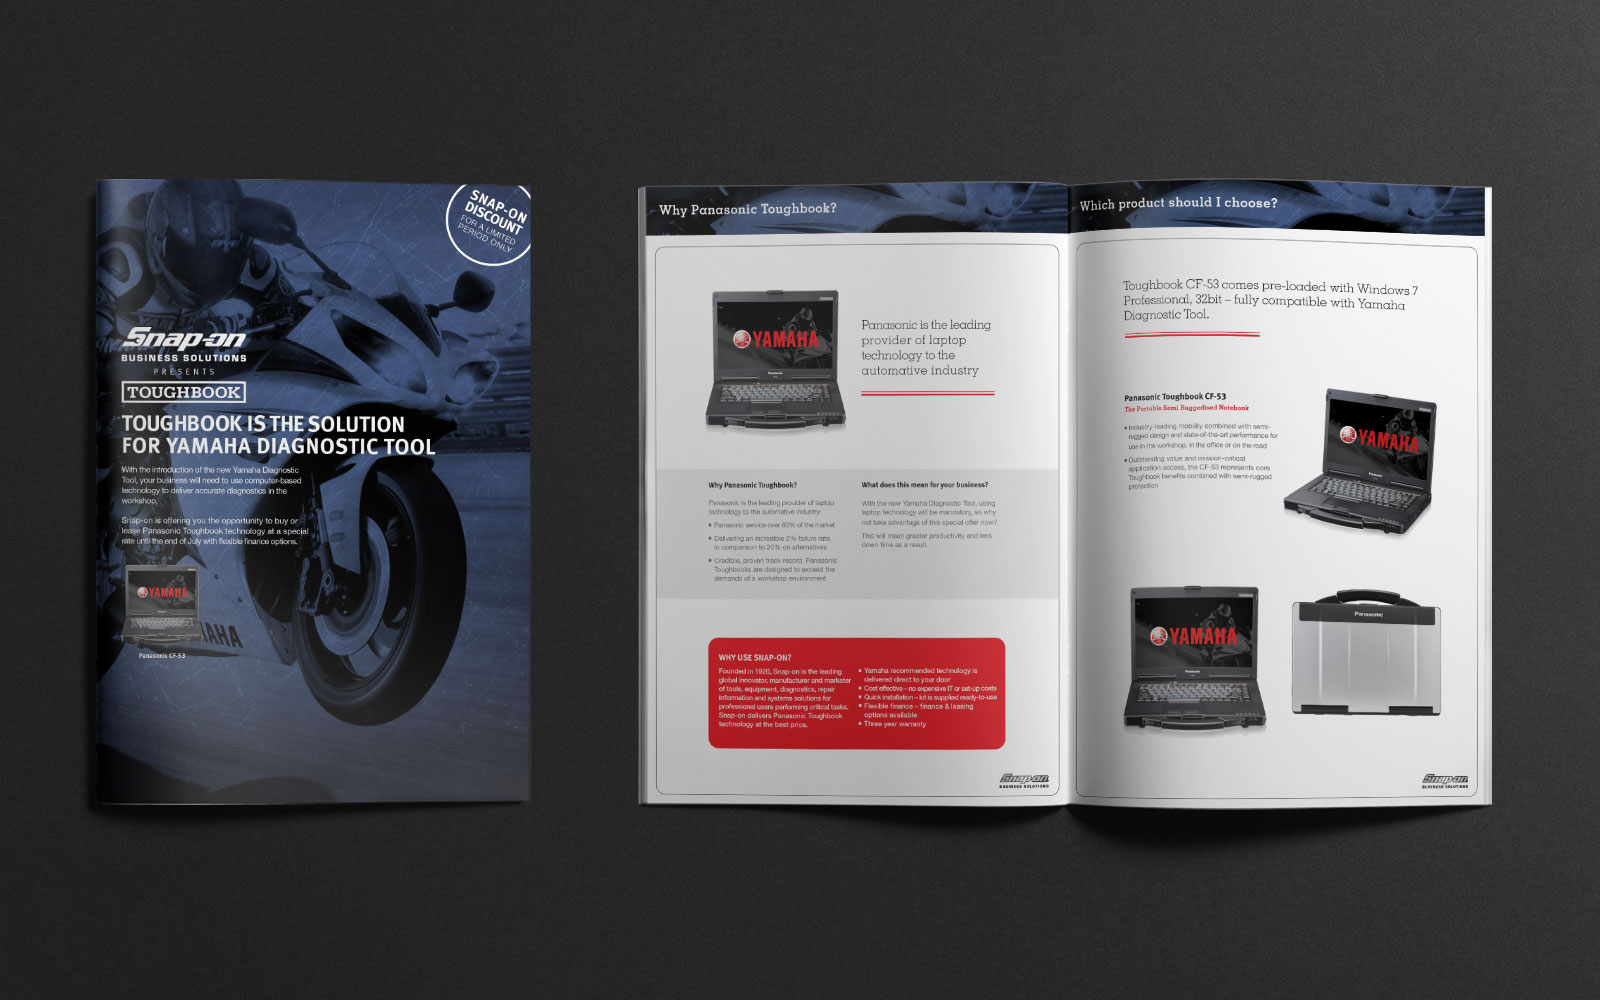 SNAP-ON
DISCOUNT
FOR A LIMITED
PERIOD ONLY
Snap-on
BUSINESS SOLUTIONS
PRESENTS
TOUGHBOOK
TOUGHBOOK IS THE SOLUTION
FOR YAMAHA DIAGNOSTIC TOOL
With the introduction of the new Yamaha Diagnostic
Tool, your business will need to use computer-based
technology to deliver accurate diagnostics in the
workshop.
Snap-on is offering you the opportunity to buy or
lease Panasonic Toughbook technology at a special
rate until the end of July with flexible finance options.
YAMAHA
AHA
Panasonic CF-53
Why Panasonic Toughbook?
YAMAHA
Panasonic
Panasonic is the leading
provider of laptop
technology to the
automotive industry
Why Panasonic Toughbook?
Panasonic is the leading provider of laptop
technology to the automotive industry:
• Panasonic service over 80% of the market
• Delivering an incredible 2% failure rate,
in comparison to 20% on alternatives
• Credible, proven track record, Panasonic
Toughbooks are designed to exceed the
demands of a workshop environment
What does this mean for your business?
With the new Yamaha Diagnostic Tool, using
laptop technology will be mandatory, so why
not take advantage of this special offer now?
This will mean greater productivity and less
down time as a result.
WHY USE SNAP-ON?
Founded in 1920, Snap-on is the leading
global innovator, manufacturer and marketer
of tools, equipment, diagnostics, repair
information and systems solutions for
professional users performing critical tasks.
Snap-on delivers Panasonic Toughbook
technology at the best price.
• Yamaha recommended technology is
delivered direct to your door
• Cost effective – no expensive IT or set-up costs
• Quick installation – kit is supplied ready-to-use
• Flexible finance – finance & leasing
options available
• Three year warranty
Snap-on
BUSINESS SOLUTIONS
Which product should I choose?
Toughbook CF-53 comes pre-loaded with Windows 7
Professional, 32bit – fully compatible with Yamaha
Diagnostic Tool.
Panasonic Toughbook CF-53
The Portable Semi Ruggedised Notebook
• Industry-leading mobility combined with semi-
rugged design and state-of-the-art performance for
use in the workshop, in the office or on the road
• Outstanding value and mission-critical
application access, the CF-53 represents core
Toughbook benefits combined with semi-rugged
protection
YAMAHA
YAMAHA
Panasonic
Panasonic
Snap-on
BUSINESS SOLUTIONS